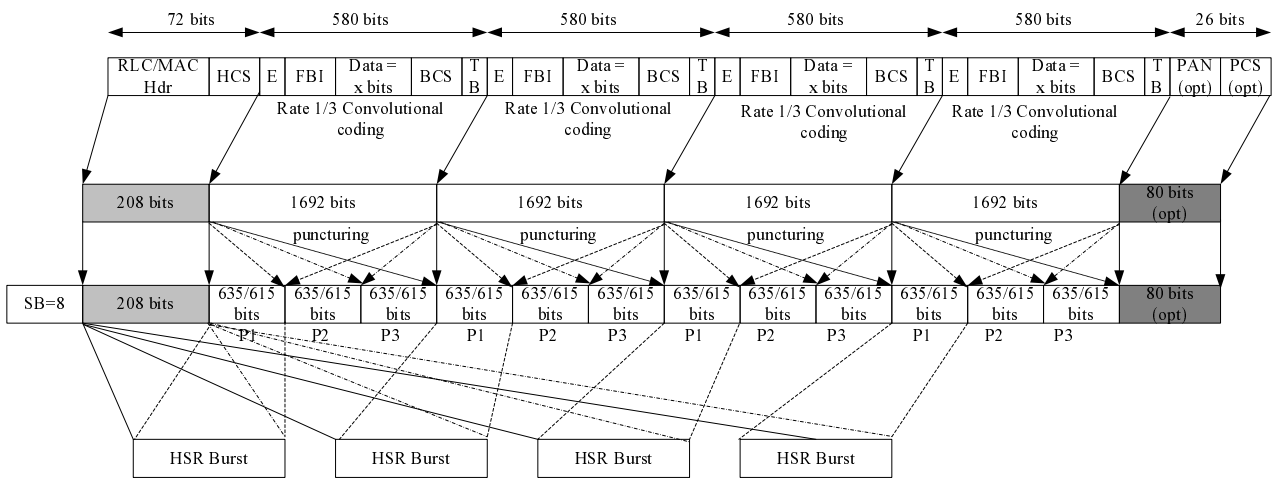 72 bits
580 bits
580 bits
580 bits
580 bits
26 bits
RLC/MAC
Hdr
HCS
E
FBI
Data =
x bits
BCS
T
B
E
FBI
Data =
x bits
BCS
T
B
E
FBI
Data =
x bits
BCS
T
B
E
FBI
Data =
x bits
BCS
T
B
PAN
(opt)
PCS
(opt)
Rate 1/3 Convolutional
coding
Rate 1/3 Convolutional
coding
Rate 1/3 Convolutional
coding
Rate 1/3 Convolutional
coding
208 bits
1692 bits
1692 bits
1692 bits
1692 bits
80 bits
(opt)
puncturing
puncturing
puncturing
puncturing
SB=8
208 bits
635/615
bits
P1
635/615
bits
P2
635/615
bits
P3
635/615
bits
P1
635/615
bits
P2
635/615
bits
P3
635/615
bits
P1
635/615
bits
P2
635/615
bits
P3
635/615
bits
P1
635/615
bits
P2
635/615
bits
P3
80 bits
(opt)
HSR Burst
HSR Burst
HSR Burst
HSR Burst